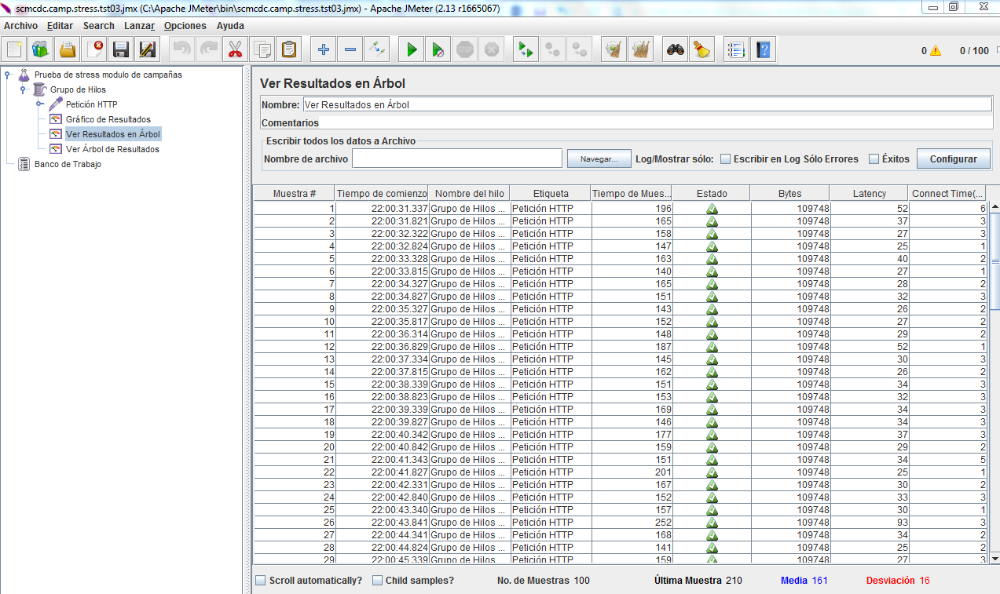 scmcdc.camp.stress.tst03.jmx (C:\Apache JMeter\bin\scmcdc.camp.stress.tst03.jmx) - Apache JMeter (2.13 r1665067)
Archivo Editar Search Lanzar Opciones Ayuda
STOP 0 0 / 100
Prueba de stress modulo de campañas
Grupo de Hilos
Petición HTTP
Gráfico de Resultados
Ver Resultados en Árbol
Ver Árbol de Resultados
Banco de Trabajo
Ver Resultados en Árbol
Nombre: Ver Resultados en Árbol
Comentarios
Escribir todos los datos a Archivo
Nombre de archivo Navegar... Log/Mostrar sólo: Escribir en Log Sólo Errores Éxitos Configurar
Muestra # Tiempo de comienzo Nombre del hilo Etiqueta Tiempo de Mues... Estado Bytes Latency Connect Time(...
1 22:00:31.337 Grupo de Hilos ... Petición HTTP 196 109748 52 6
2 22:00:31.821 Grupo de Hilos ... Petición HTTP 165 109748 37 3
3 22:00:32.322 Grupo de Hilos ... Petición HTTP 158 109748 27 3
4 22:00:32.824 Grupo de Hilos ... Petición HTTP 147 109748 25 1
5 22:00:33.328 Grupo de Hilos ... Petición HTTP 163 109748 40 2
6 22:00:33.815 Grupo de Hilos ... Petición HTTP 140 109748 27 1
7 22:00:34.327 Grupo de Hilos ... Petición HTTP 165 109748 28 2
8 22:00:34.827 Grupo de Hilos ... Petición HTTP 151 109748 32 3
9 22:00:35.327 Grupo de Hilos ... Petición HTTP 143 109748 26 2
10 22:00:35.817 Grupo de Hilos ... Petición HTTP 152 109748 27 2
11 22:00:36.314 Grupo de Hilos ... Petición HTTP 148 109748 29 2
12 22:00:36.829 Grupo de Hilos ... Petición HTTP 187 109748 52 1
13 22:00:37.334 Grupo de Hilos ... Petición HTTP 145 109748 30 3
14 22:00:37.815 Grupo de Hilos ... Petición HTTP 162 109748 26 2
15 22:00:38.339 Grupo de Hilos ... Petición HTTP 151 109748 34 3
16 22:00:38.823 Grupo de Hilos ... Petición HTTP 153 109748 32 3
17 22:00:39.339 Grupo de Hilos ... Petición HTTP 169 109748 34 3
18 22:00:39.827 Grupo de Hilos ... Petición HTTP 146 109748 34 3
19 22:00:40.342 Grupo de Hilos ... Petición HTTP 177 109748 37 3
20 22:00:40.842 Grupo de Hilos ... Petición HTTP 159 109748 29 2
21 22:00:41.343 Grupo de Hilos ... Petición HTTP 151 109748 34 5
22 22:00:41.827 Grupo de Hilos ... Petición HTTP 201 109748 25 1
23 22:00:42.331 Grupo de Hilos ... Petición HTTP 167 109748 30 2
24 22:00:42.840 Grupo de Hilos ... Petición HTTP 152 109748 33 3
25 22:00:43.340 Grupo de Hilos ... Petición HTTP 157 109748 30 1
26 22:00:43.841 Grupo de Hilos ... Petición HTTP 252 109748 93 3
27 22:00:44.341 Grupo de Hilos ... Petición HTTP 168 109748 34 2
28 22:00:44.824 Grupo de Hilos ... Petición HTTP 141 109748 25 2
29 22:00:45.339 Grupo de Hilos Petición HTTP 159 109748 27 3
Scroll automatically? Child samples? No. de Muestras 100 Última Muestra 210 Media 161 Desviación 16